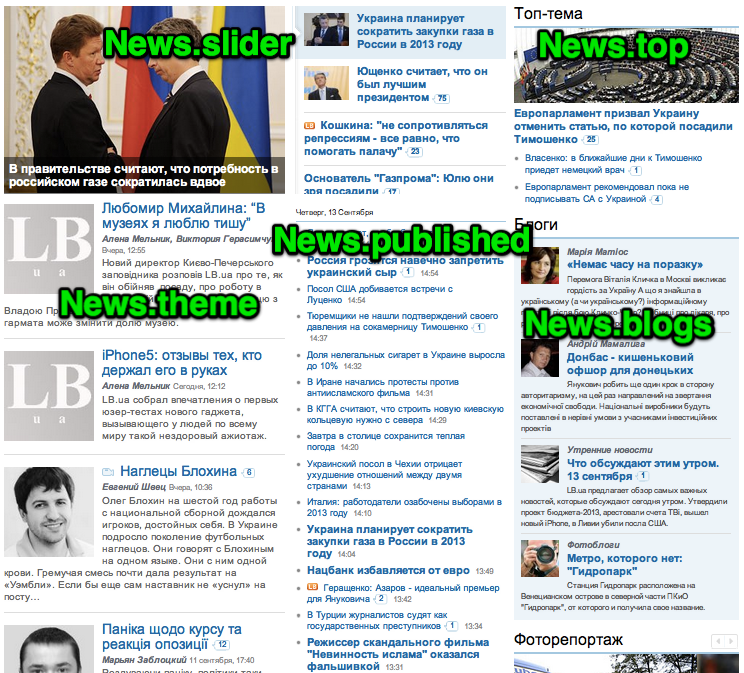 News.slider
В правительстве считают, что потребность в
российском газе сократилась вдвое
Украина планирует
сократить закупки газа в
России в 2013 году
Ющенко считает, что он
был лучшим
президентом 75
LB Кошкина: "не сопротивляться
репрессиям - все равно, что
помогать палачу" 23
Основатель "Газпрома": Юлю они
зря посадили 17
Топ-тема
News.top
Европарламент призвал Украину
отменить статью, по которой посадили
Тимошенко 25
Власенко: в ближайшие дни к Тимошенко
приедет немецкий врач 1
Европарламент рекомендовал пока не
подписывать СА с Украиной 4
LB
u a
Любомир Михайлина: “В
музеях я люблю тишу”
Алена Мельник, Виктория Герасимчук
Вчера, 12:55
Новий директор Києво-Печерського
заповідника розповів LB.ua про те, як
він обійняв посаду, про роботу в
News.theme
Владою
гармата може змінити долю музею.
LB
u a
iPhone5: отзывы тех, кто
держал его в руках
Алена Мельник Сегодня, 12:12
LB.ua собрал впечатления о первых
юзер-тестах нового гаджета,
вызывающего у людей по всему
миру такой нездоровый ажиотаж.
Наглецы Блохина 6
Евгений Швец Вчера, 10:36
Олег Блохин на шестой год работы
с национальной сборной дождался
игроков, достойных себя. В Украине
подросло поколение футбольных
наглецов. Они говорят с Блохиным
на одном языке. Они с ним одной
крови. Гремучая смесь почти дала результат на
«Уэмбли». Если бы еще сам наставник не «уснул» на
посту…
Паніка щодо курсу та
реакція опозиції 12
Марьян Заблоцкий 11 сентября, 17:40
Роздуваючи паніку, політики таки
Четверг, 13 Сентября
News.published
Россия грозится навечно запретить
украинский сыр 1 14:54
Посол США добивается встречи с
Луценко 14:54
Тюремщики не нашли подтверждений своего
давления на сокамерницу Тимошенко 1
14:37
Доли нелегальных сигарет в Украине выросла
до 10% 14:32
В Иране начались протесты против
антиисламского фильма 14:31
В КГГА считают, что строить новую киевскую
кольцевую нужно с севера 14:29
Завтра в столице сохранится теплая
погода 14:20
Украинский посол в Чехии отрицает
ухудшение отношений между двумя
странами 14:13
Италия: работодатели озабочены выборами в
2013 году 14:10
Украина планирует сократить
закупки газа в России в 2013
году 14:04
Нацбанк избавляется от евро 13:49
LB Геращенко: Азаров - идеальный премьер
для Януковича 2 13:42
В Турции журналистов судят как
государственных преступников 1 13:34
Режиссер скандального фильма
"Невинность ислама" оказался
фальшивкой 13:31
Блоги
Марія Матіос
«Немає часу на поразку»
Перемога Віталія Кличка в Москві викликає
гордість за Україну А що я знайшла в
українському (а чи українському?) інформаційному
News.blogs
Андрій Мамалига
Донбас - кишеньковий
офшор для донецьких
Янукович робить ще один крок в сторону
авторитаризму, на цей раз направлений на звертання
економічної свободи. Національні виробники будуть
поставлені в нерівні умови з учасниками інвестиційних
проектів
Утренние новости
Что обсуждают этим утром.
13 сентября 1
LB.ua предлагает обзор самых важных
новостей, которые обсуждают сегодня утром. Утвердили
проект бюджета-2013, арестовали счета ТВi, вышел
новый iPhone, в Ливии убили посла США.
Фотоблоги
Метро, которого нет:
"Гидропарк"
Станция Гидропарк расположена на
Венецианском острове в северной части ПКиО
"Гидропарк", от которого и получила свое название.
Фоторепортаж